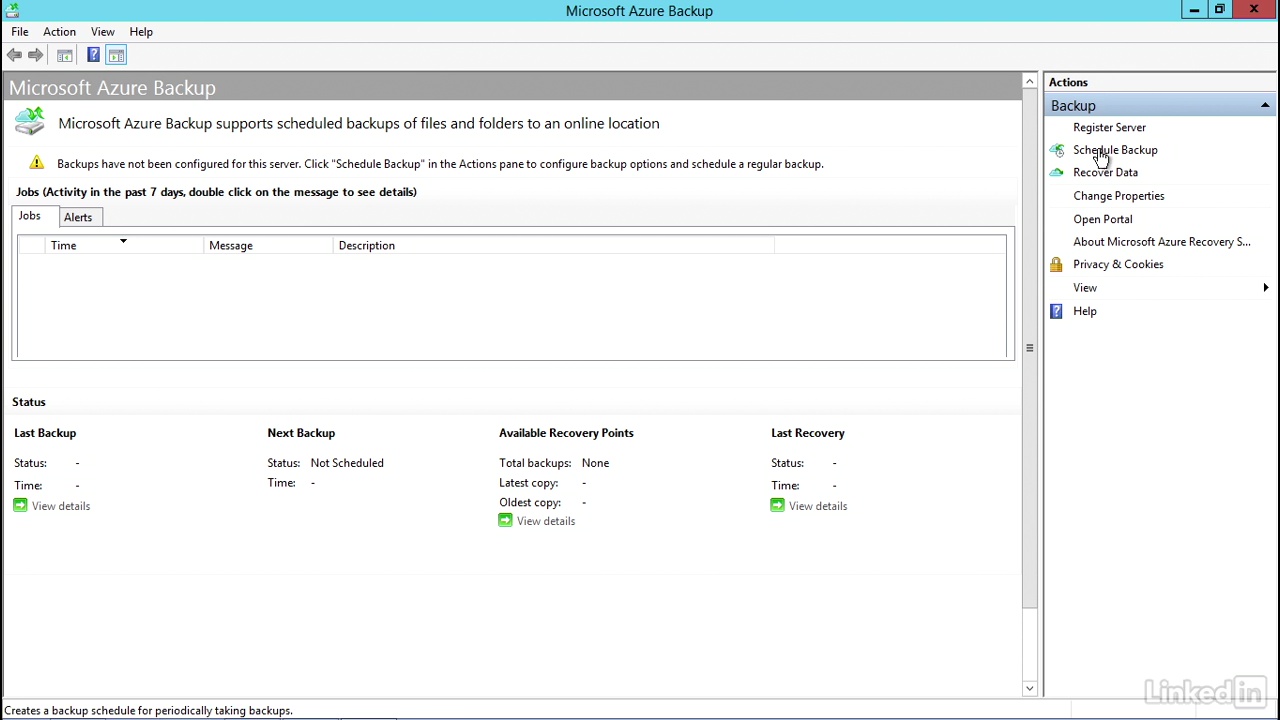 Microsoft Azure Backup
File Action View Help
Microsoft Azure Backup
Microsoft Azure Backup supports scheduled backups of files and folders to an online location
Backups have not been configured for this server. Click "Schedule Backup" in the Actions pane to configure backup options and schedule a regular backup.
Jobs (Activity in the past 7 days, double click on the message to see details)
Jobs Alerts
Time Message Description
Status
Last Backup Next Backup Available Recovery Points Last Recovery
Status: - Status: Not Scheduled Total backups: None Status: -
Time: - Time: - Latest copy: - Time: -
Oldest copy: -
View details View details View details
Actions
Backup
Register Server
Schedule Backup
Recover Data
Change Properties
Open Portal
About Microsoft Azure Recovery S...
Privacy & Cookies
View
Help
Creates a backup schedule for periodically taking backups.
Linked in